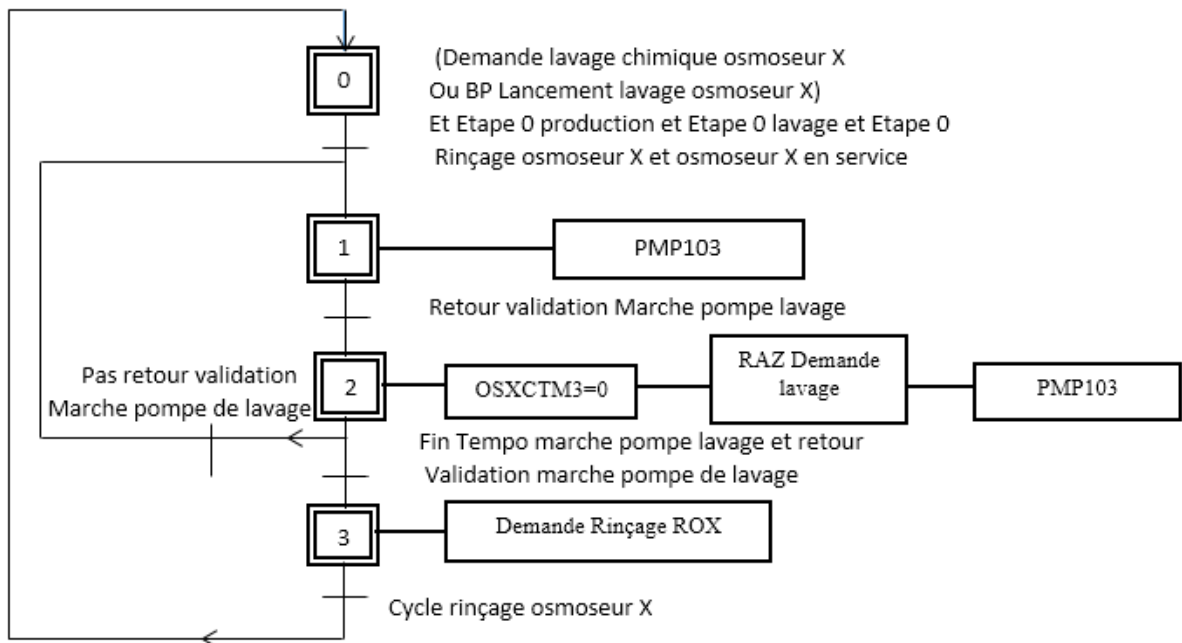 0
(Demande lavage chimique osmoseur X
Ou BP Lancement lavage osmoseur X)
Et Etape 0 production et Etape 0 lavage et Etape 0
Rinçage osmoseur X et osmoseur X en service
1
PMP103
Retour validation Marche pompe lavage
Pas retour validation
Marche pompe de lavage
2
OSXCTM3=0
RAZ Demande
lavage
PMP103
Fin Tempo marche pompe lavage et retour
Validation marche pompe de lavage
3
Demande Rinçage ROX
Cycle rinçage osmoseur X